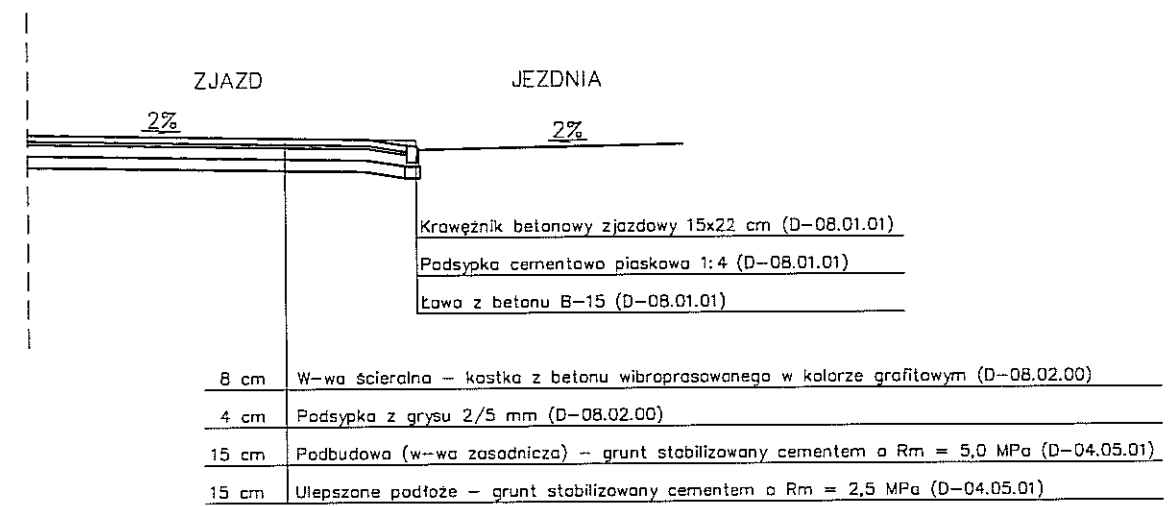 ZJAZD JEZDNIA
2% 2%
Krawężnik betonowy zjazdowy 15x22 cm (D-08.01.01)
Podsypka cementowo piaskowa 1:4 (D-08.01.01)
Ława z betonu B-15 (D-08.01.01)
8 cm W-wa ścieralna - kostka z betonu wibroprasowanego w kolorze grafitowym (D-08.02.00)
4 cm Podsypka z grysu 2/5 mm (D-08.02.00)
15 cm Podbudowa (w-wa zasadnicza) - grunt stabilizowany cementem o Rm = 5,0 MPa (D-04.05.01)
15 cm Ulepszone podłoże - grunt stabilizowany cementem o Rm = 2,5 MPa (D-04.05.01)